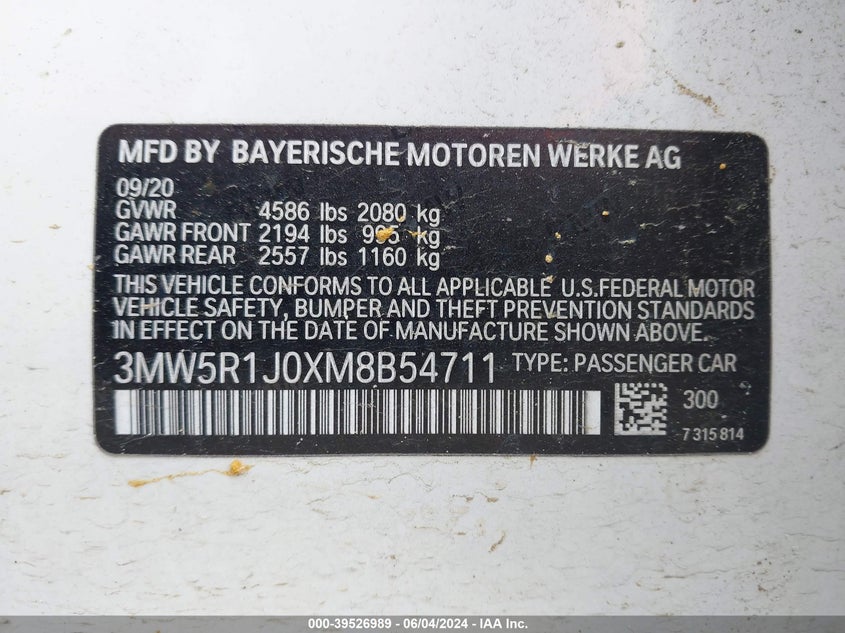 MFD BY BAYERISCHE MOTOREN WERKE AG
09/20
GVWR 4586 lbs 2080 kg
GAWR FRONT 2194 lbs 995 kg
GAWR REAR 2557 lbs 1160 kg
THIS VEHICLE CONFORMS TO ALL APPLICABLE U.S.FEDERAL MOTOR
VEHICLE SAFETY, BUMPER AND THEFT PREVENTION STANDARDS
IN EFFECT ON THE DATE OF MANUFACTURE SHOWN ABOVE.
3MW5R1J0XM8B54711 TYPE: PASSENGER CAR
300
7 315 814
000-39526989 - 06/04/2024 - IAA Inc.